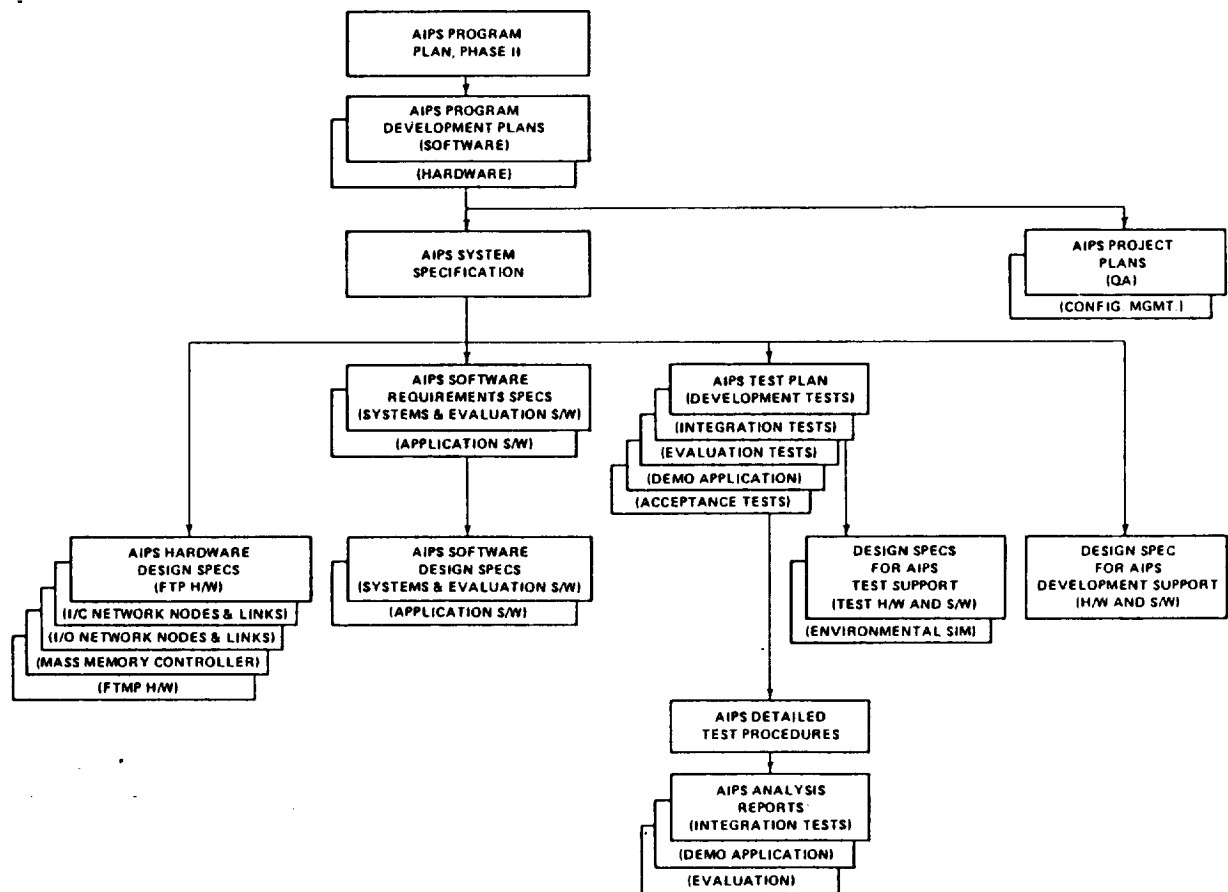 AIPS PROGRAM
PLAN, PHASE II
AIPS PROGRAM
DEVELOPMENT PLANS
(SOFTWARE)
(HARDWARE)
AIPS SYSTEM
SPECIFICATION
AIPS PROJECT
PLANS
(QA)
(CONFIG. MGMT.)
AIPS SOFTWARE
REQUIREMENTS SPECS
(SYSTEMS & EVALUATION S/W)
(APPLICATION S/W)
AIPS TEST PLAN
(DEVELOPMENT TESTS)
(INTEGRATION TESTS)
(EVALUATION TESTS)
(DEMO APPLICATION)
(ACCEPTANCE TESTS)
AIPS HARDWARE
DESIGN SPECS
(FTP H/W)
(I/C NETWORK NODES & LINKS)
(I/O NETWORK NODES & LINKS)
(MASS MEMORY CONTROLLER)
(FTMP H/W)
AIPS SOFTWARE
DESIGN SPECS
(SYSTEMS & EVALUATION S/W)
(APPLICATION S/W)
DESIGN SPECS
FOR AIPS
TEST SUPPORT
(TEST H/W AND S/W)
(ENVIRONMENTAL SIM)
DESIGN SPEC
FOR AIPS
DEVELOPMENT SUPPORT
(H/W AND S/W)
AIPS DETAILED
TEST PROCEDURES
AIPS ANALYSIS
REPORTS
(INTEGRATION TESTS)
(DEMO APPLICATION)
(EVALUATION)